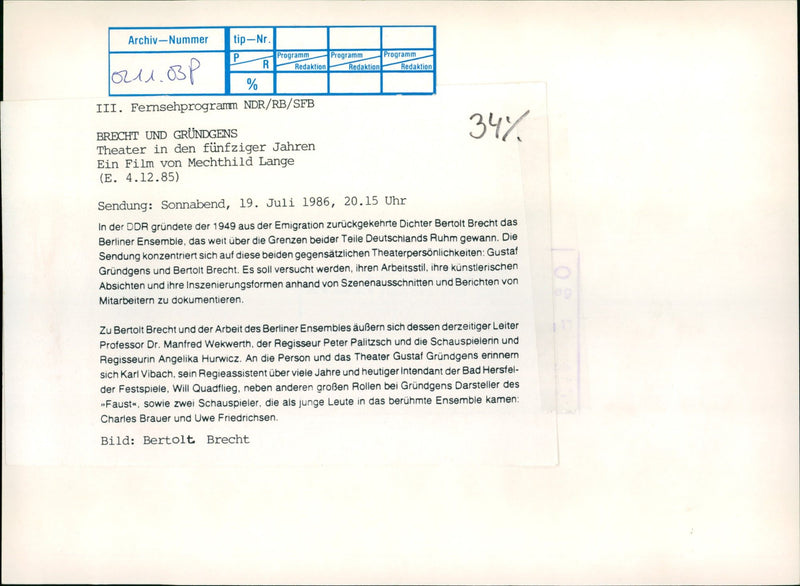 Archiv—Nummer tip—Nr.
P R Programm Redaktion Programm Redaktion Programm Redaktion
0211.03P %
III. Fernsehprogramm NDR/RB/SFB
34%
BRECHT UND GRÜNDGENS
Theater in den fünfziger Jahren
Ein Film von Mechthild Lange
(E. 4.12.85)
Sendung: Sonnabend, 19. Juli 1986, 20.15 Uhr
In der DDR gründete der 1949 aus der Emigration zurückgekehrte Dichter Bertolt Brecht das
Berliner Ensemble, das weit über die Grenzen beider Teile Deutschlands Ruhm gewann. Die
Sendung konzentriert sich auf diese beiden gegensätzlichen Theaterpersönlichkeiten: Gustaf
Gründgens und Bertolt Brecht. Es soll versucht werden, ihren Arbeitsstil, ihre künstlerischen
Absichten und ihre Inszenierungsformen anhand von Szenenausschnitten und Berichten von
Mitarbeitern zu dokumentieren.
Zu Bertolt Brecht und der Arbeit des Berliner Ensembles äußern sich dessen derzeitiger Leiter
Professor Dr. Manfred Wekwerth, der Regisseur Peter Palitzsch und die Schauspielerin und
Regisseurin Angelika Hurwicz. An die Person und das Theater Gustaf Gründgens erinnern
sich Karl Vibach, sein Regieassistent über viele Jahre und heutiger Intendant der Bad Hersfel-
der Festspiele, Will Quadflieg, neben anderen großen Rollen bei Gründgens Darsteller des
»Faust«, sowie zwei Schauspieler, die als junge Leute in das berühmte Ensemble kamen:
Charles Brauer und Uwe Friedrichsen.
Bild: Bertolt Brecht